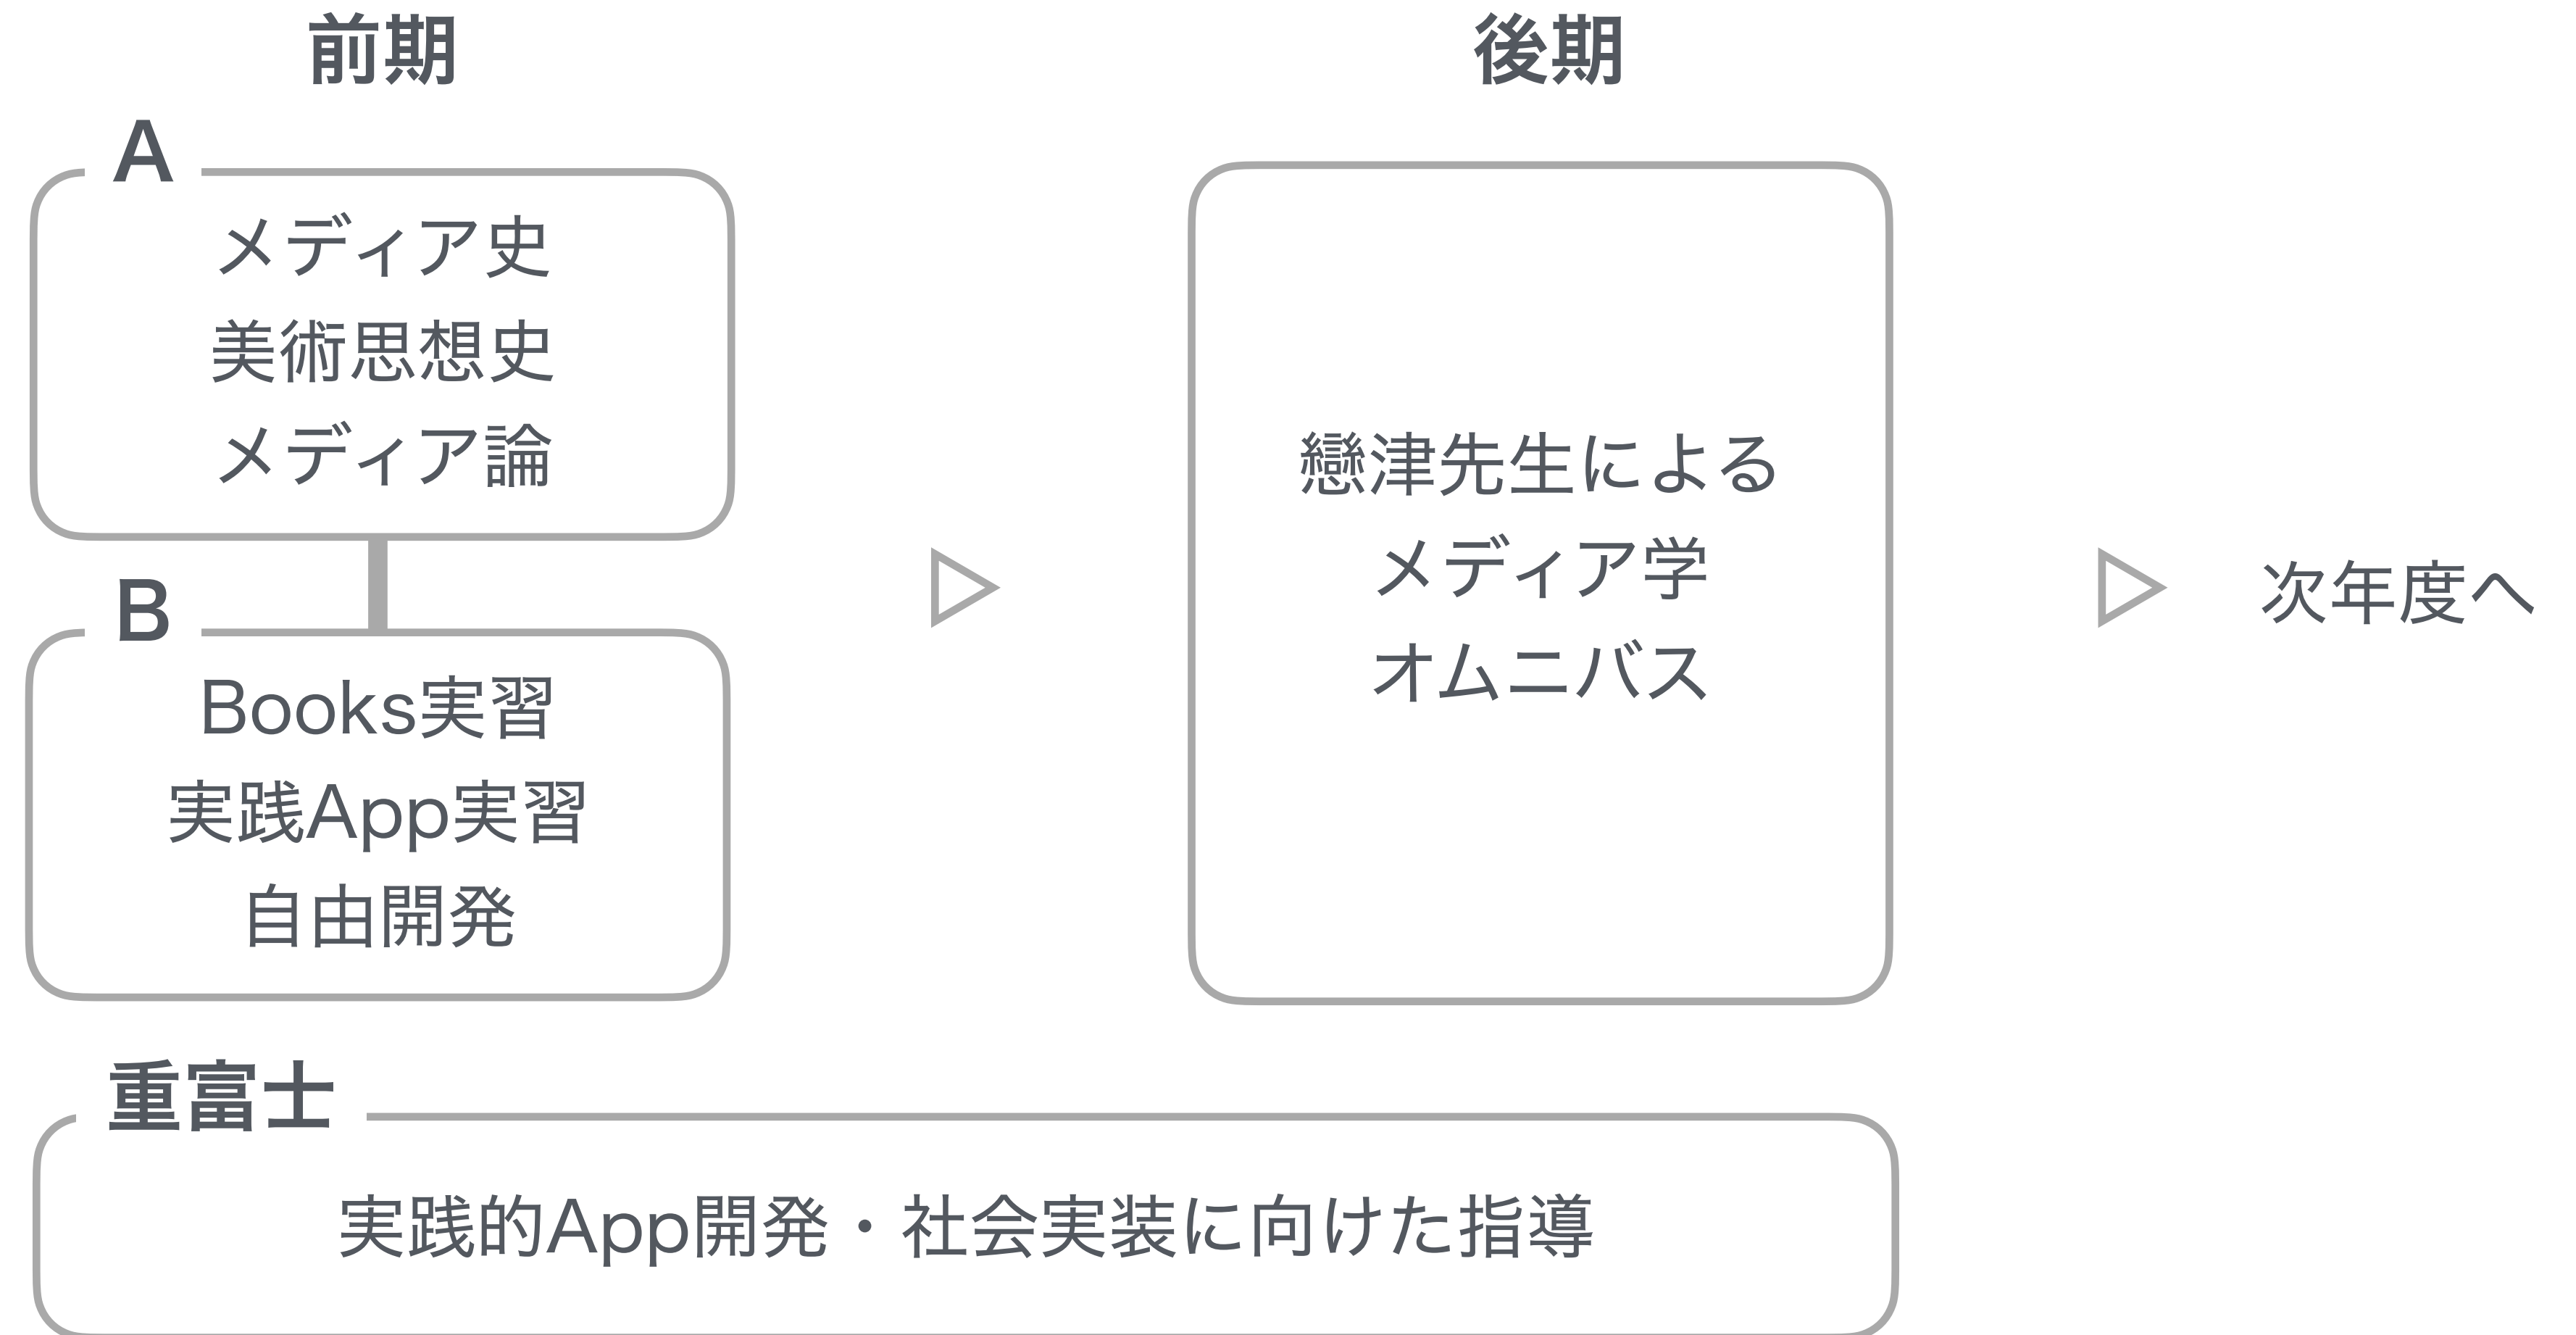 前期
後期
A
メディア史
美術思想史
メディア論
B
Books実習
実践App実習
自由開発
戀津先生による
メディア学
オムニバス
次年度へ
重富士
実践的App開発・社会実装に向けた指導